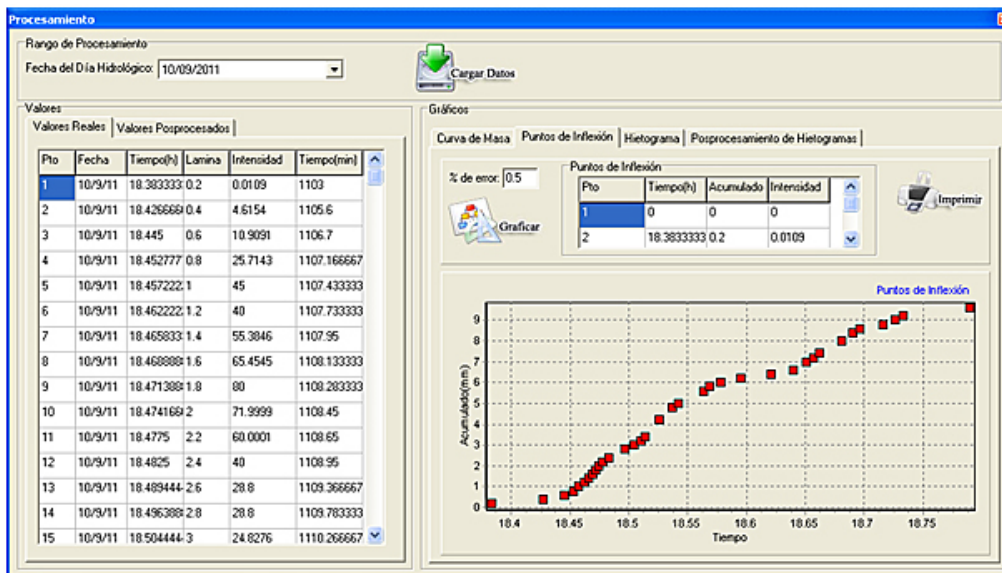 Procesamiento
Rango de Procesamiento
Fecha del Día Hidrológico: 10/09/2011
Cargar Datos
Valores
Valores Reales Valores Posprocesados
Pto Fecha Tiempo(h) Lamina Intensidad Tiempo(min)
1 10/9/11 18.383333 0.2 0.0109 1103
2 10/9/11 18.426666 0.4 4.6154 1105.6
3 10/9/11 18.445 0.6 10.9091 1106.7
4 10/9/11 18.452777 0.8 25.7143 1107.166667
5 10/9/11 18.457222 1 45 1107.433333
6 10/9/11 18.462222 1.2 40 1107.733333
7 10/9/11 18.465833 1.4 55.3846 1107.95
8 10/9/11 18.468888 1.6 65.4545 1108.133333
9 10/9/11 18.471388 1.8 80 1108.283333
10 10/9/11 18.474166 2 71.9999 1108.45
11 10/9/11 18.4775 2.2 60.0001 1108.65
12 10/9/11 18.4825 2.4 40 1108.95
13 10/9/11 18.489444 2.6 28.8 1109.366667
14 10/9/11 18.496388 2.8 28.8 1109.783333
15 10/9/11 18.504444 3 24.8276 1110.266667
Gráficos
Curva de Masa Puntos de Inflexión Hietograma Posprocesamiento de Hietogramas
% de error: 0.5
Graficar
Puntos de Inflexión
Pto Tiempo(h) Acumulado Intensidad
1 0 0 0
2 18.3833333 0.2 0.0109
Imprimir
Puntos de Inflexión
Acumulado(mm)
9
8
7
6
5
4
3
2
1
0
18.4 18.45 18.5 18.55 18.6 18.65 18.7 18.75
Tiempo